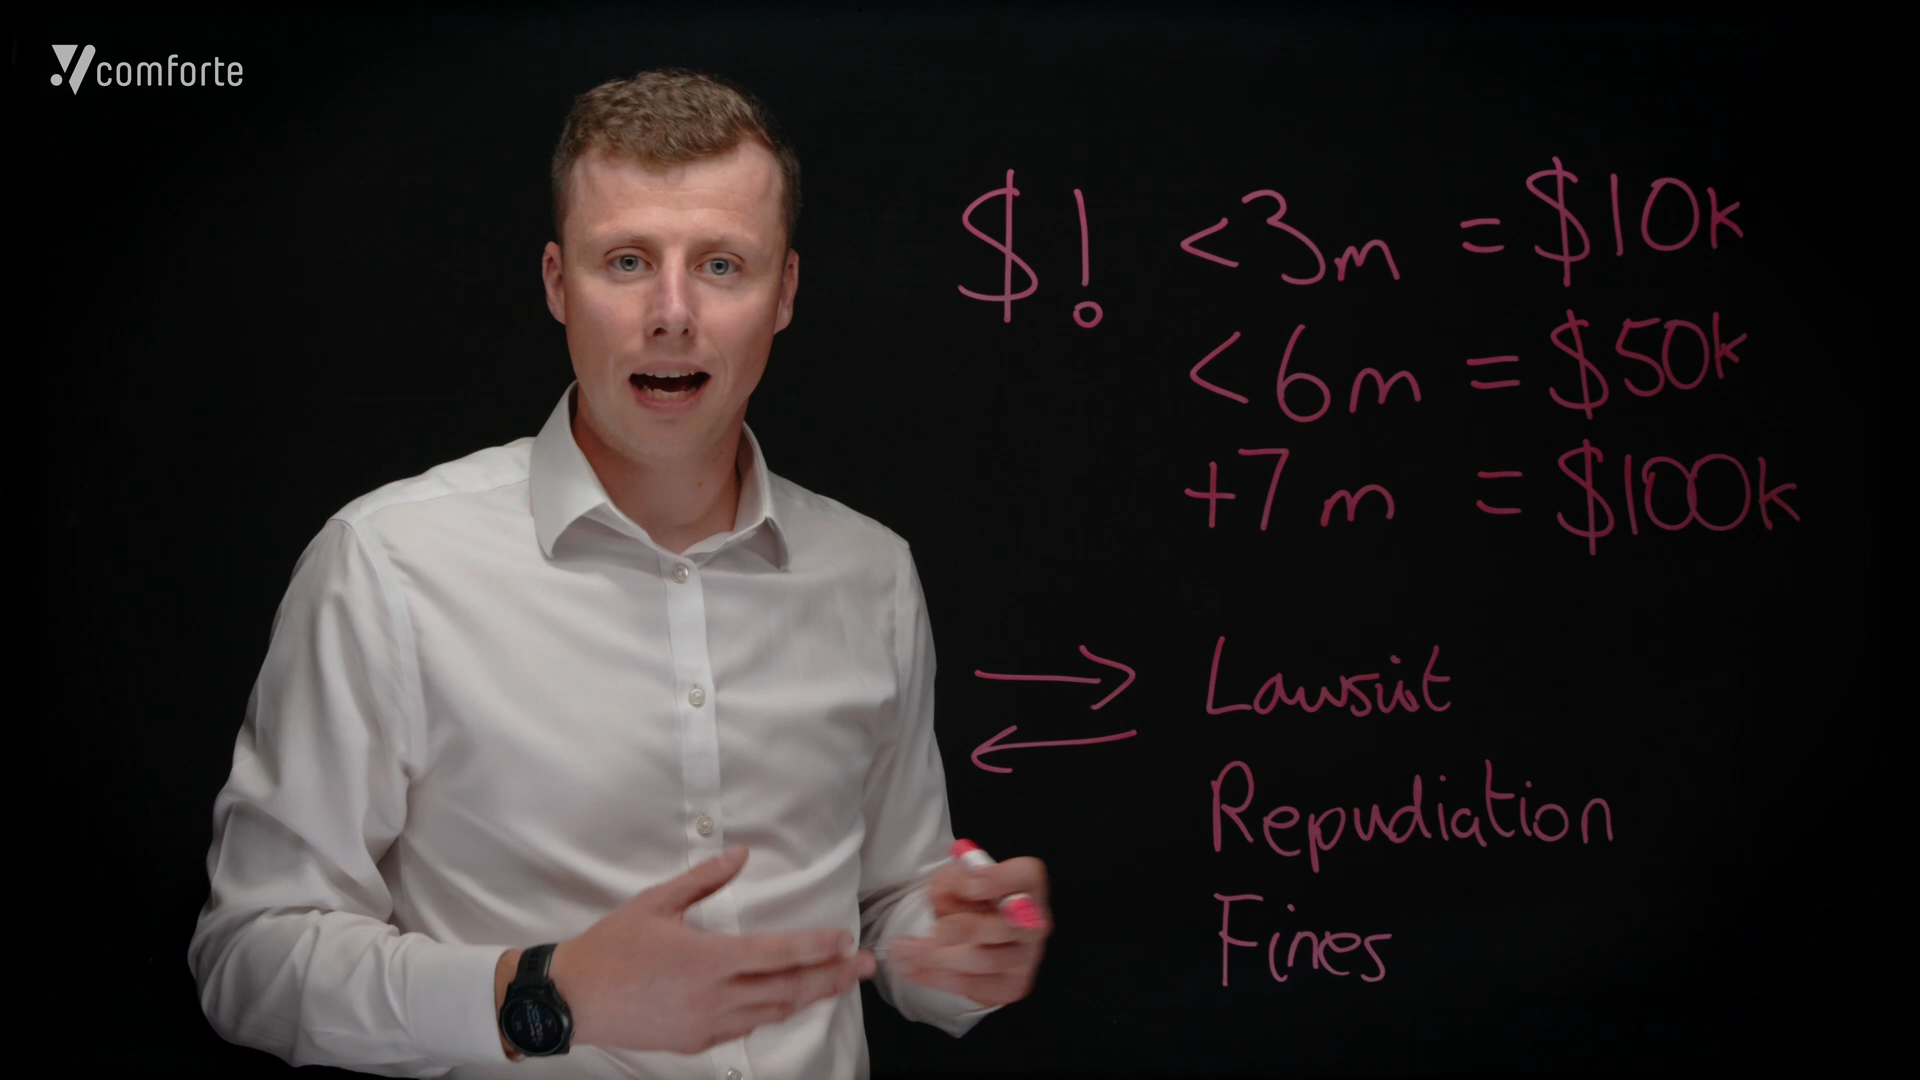 comforte
$! <3m = $10k
<6m = $50k
+7m = $100k
→ Lawsuit
←
Repudiation
Fines